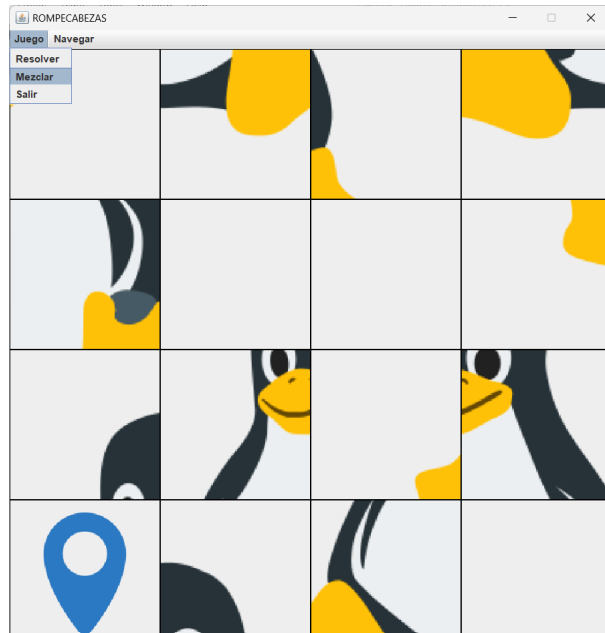 ROMPECABEZAS
Juego Navegar
Resolver
Mezclar
Salir